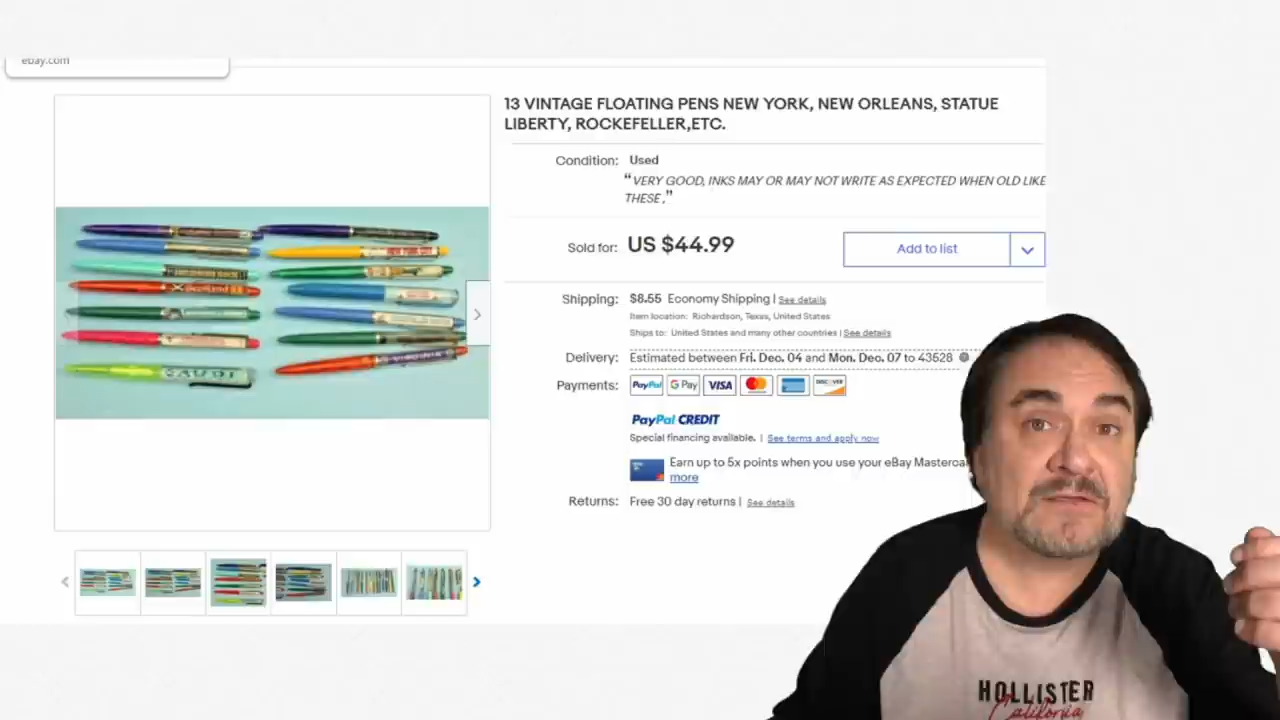 ebay.com
13 VINTAGE FLOATING PENS NEW YORK, NEW ORLEANS, STATUE
LIBERTY, ROCKEFELLER,ETC.
Condition: Used
“VERY GOOD, INKS MAY OR MAY NOT WRITE AS EXPECTED WHEN OLD LIKE
THESE,”
Sold for: US $44.99
Add to list
Shipping: $8.55 Economy Shipping | See details
Item location: Richardson, Texas, United States
Ships to: United States and many other countries | See details
Delivery: Estimated between Fri. Dec. 04 and Mon. Dec. 07 to 43528
Payments: PayPal G Pay VISA DISCOVER
PayPal CREDIT
Special financing available. | See terms and apply now
Earn up to 5x points when you use your eBay Masterca
more
Returns: Free 30 day returns | See details
HOLLISTER
California